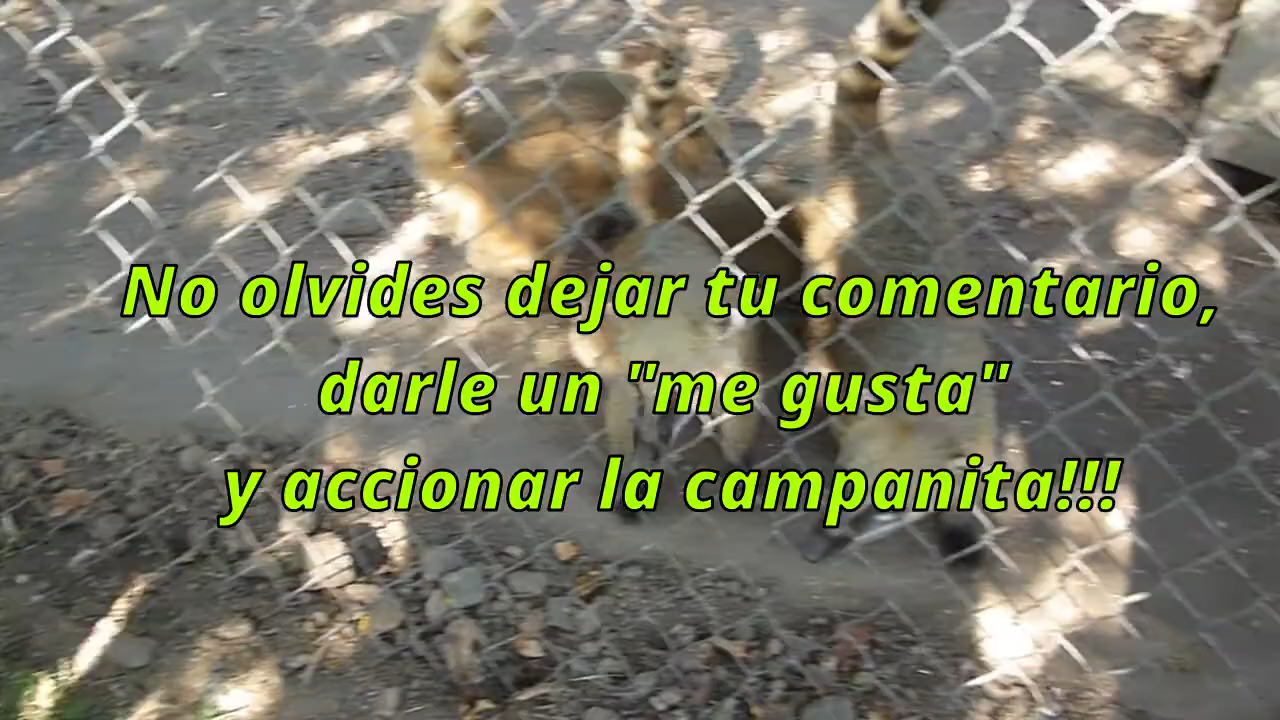 No olvides dejar tu comentario,
darle un "me gusta"
y accionar la campanita!!!